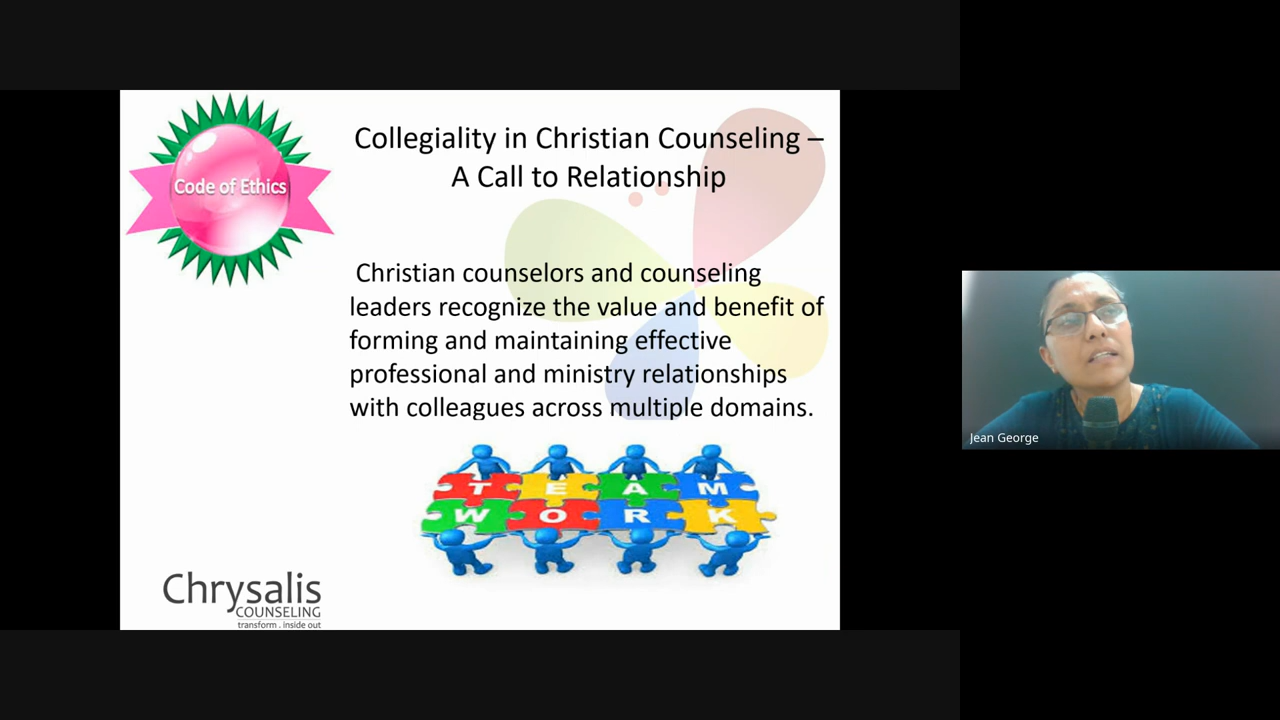 Code of Ethics
Collegiality in Christian Counseling –
A Call to Relationship
Christian counselors and counseling
leaders recognize the value and benefit of
forming and maintaining effective
professional and ministry relationships
with colleagues across multiple domains.
TEAM
WORK
Chrysalis
COUNSELING
transform . inside out
Jean George